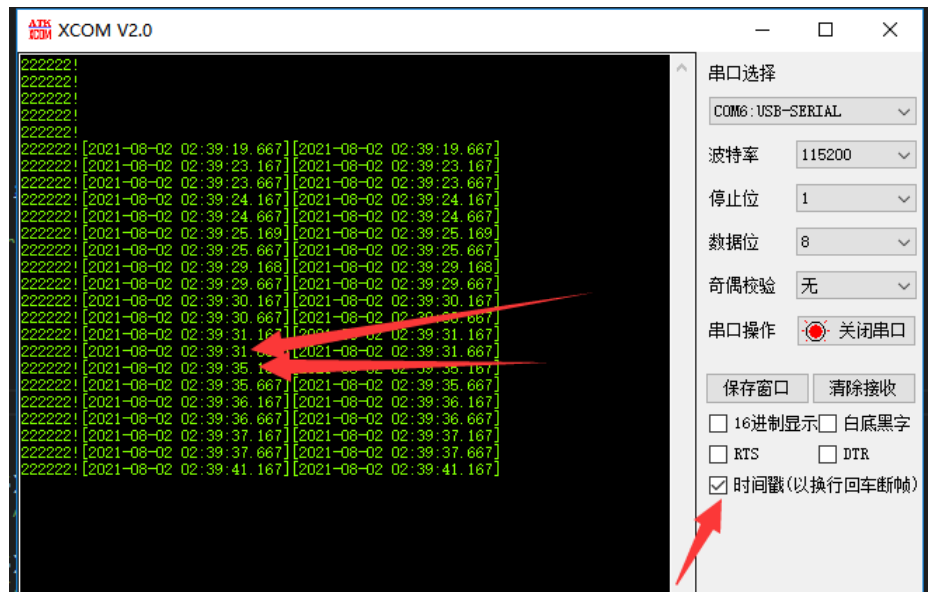 ATK
XCOM XCOM V2.0
222222!
222222!
222222!
222222!
222222!
222222![2021-08-02 02:39:19.667][2021-08-02 02:39:19.667]
222222![2021-08-02 02:39:23.167][2021-08-02 02:39:23.167]
222222![2021-08-02 02:39:23.667][2021-08-02 02:39:23.667]
222222![2021-08-02 02:39:24.167][2021-08-02 02:39:24.167]
222222![2021-08-02 02:39:24.667][2021-08-02 02:39:24.667]
222222![2021-08-02 02:39:25.169][2021-08-02 02:39:25.169]
222222![2021-08-02 02:39:25.667][2021-08-02 02:39:25.667]
222222![2021-08-02 02:39:29.168][2021-08-02 02:39:29.168]
222222![2021-08-02 02:39:29.667][2021-08-02 02:39:29.667]
222222![2021-08-02 02:39:30.167][2021-08-02 02:39:30.167]
222222![2021-08-02 02:39:30.667][2021-08-02 02:39:30.667]
222222![2021-08-02 02:39:31.167][2021-08-02 02:39:31.167]
222222![2021-08-02 02:39:31. [2021-08-02 02:39:31.667]
222222![2021-08-02 02:39:35. 02:39:35.167]
222222![2021-08-02 02:39:35.667][2021-08-02 02:39:35.667]
222222![2021-08-02 02:39:36.167][2021-08-02 02:39:36.167]
222222![2021-08-02 02:39:36.667][2021-08-02 02:39:36.667]
222222![2021-08-02 02:39:37.167][2021-08-02 02:39:37.167]
222222![2021-08-02 02:39:37.667][2021-08-02 02:39:37.667]
222222![2021-08-02 02:39:41.167][2021-08-02 02:39:41.167]
串口选择
COM6:USB-SERIAL
波特率 115200
停止位 1
数据位 8
奇偶校验 无
串口操作 关闭串口
保存窗口 清除接收
16进制显示 白底黑字
RTS DTR
时间戳(以换行回车断帧)